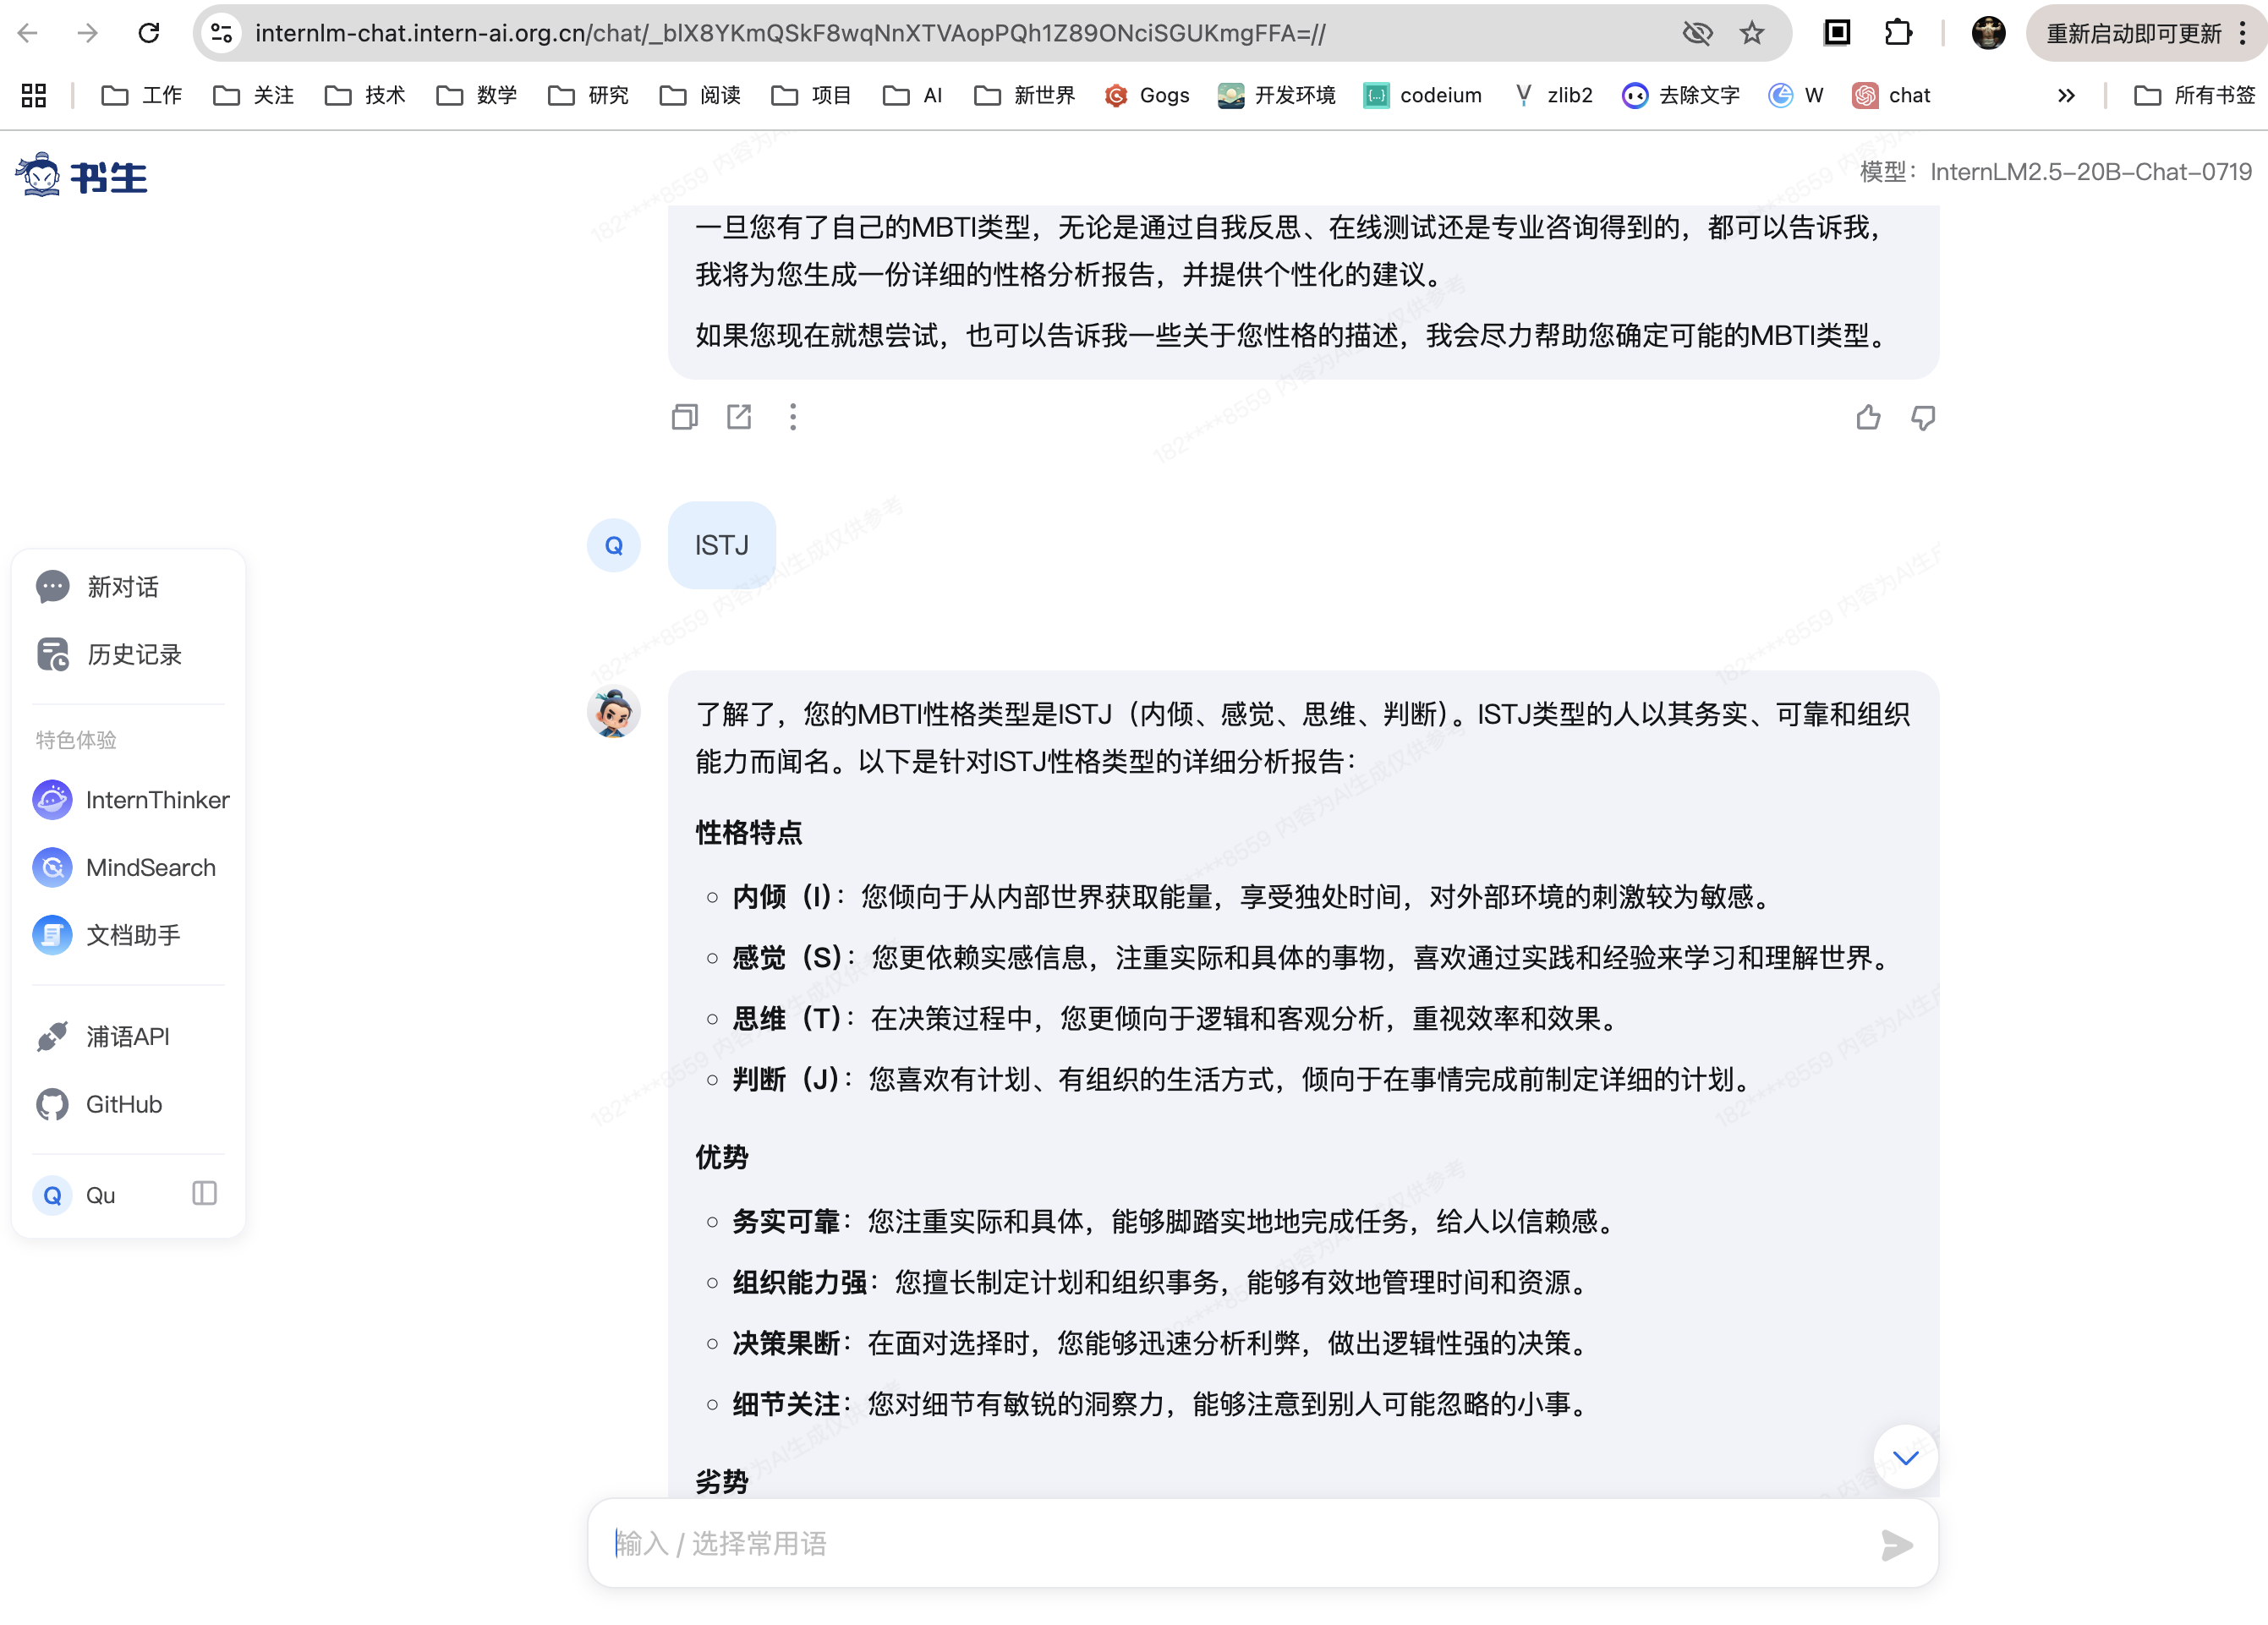 internlm-chat.intern-ai.org.cn/chat/_blX8YKmQSkF8wqNnXTVAopPQh1Z89ONciSGUKmgFFA=//
重新启动即可更新
工作 关注 技术 数学 研究 阅读 项目 AI 新世界 Gogs 开发环境 codeium zlib2 去除文字 W chat 所有书签
书生
模型：InternLM2.5-20B-Chat-0719
一旦您有了自己的MBTI类型，无论是通过自我反思、在线测试还是专业咨询得到的，都可以告诉我，
我将为您生成一份详细的性格分析报告，并提供个性化的建议。
如果您现在就想尝试，也可以告诉我一些关于您性格的描述，我会尽力帮助您确定可能的MBTI类型。
Q
ISTJ
新对话
历史记录
特色体验
InternThinker
MindSearch
文档助手
浦语API
GitHub
Q Qu
了解了，您的MBTI性格类型是ISTJ（内倾、感觉、思维、判断）。ISTJ类型的人以其务实、可靠和组织
能力而闻名。以下是针对ISTJ性格类型的详细分析报告：
性格特点
内倾（I）：您倾向于从内部世界获取能量，享受独处时间，对外部环境的刺激较为敏感。
感觉（S）：您更依赖实感信息，注重实际和具体的事物，喜欢通过实践和经验来学习和理解世界。
思维（T）：在决策过程中，您更倾向于逻辑和客观分析，重视效率和效果。
判断（J）：您喜欢有计划、有组织的生活方式，倾向于在事情完成前制定详细的计划。
优势
务实可靠：您注重实际和具体，能够脚踏实地地完成任务，给人以信赖感。
组织能力强：您擅长制定计划和组织事务，能够有效地管理时间和资源。
决策果断：在面对选择时，您能够迅速分析利弊，做出逻辑性强的决策。
细节关注：您对细节有敏锐的洞察力，能够注意到别人可能忽略的小事。
劣势
输入 / 选择常用语
182****8559 内容为AI生成仅供参考